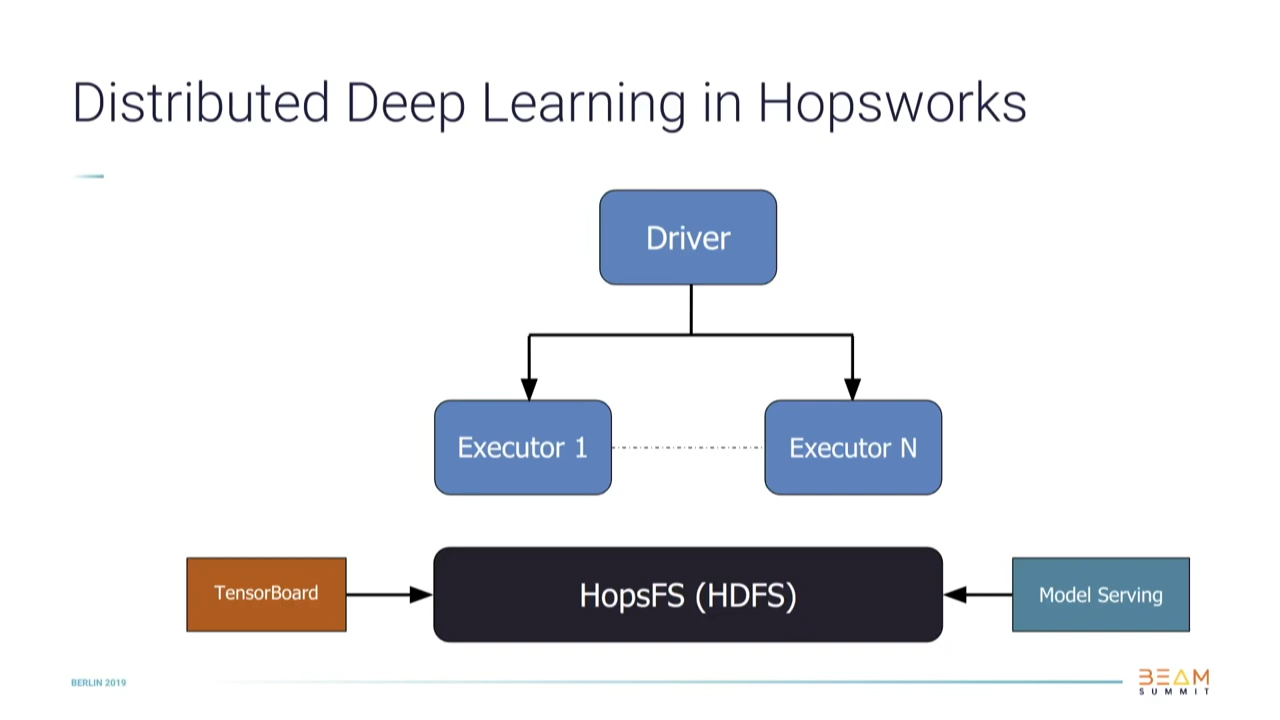 Distributed Deep Learning in Hopsworks
Driver
Executor 1
Executor N
TensorBoard
HopsFS (HDFS)
Model Serving
BERLIN 2019
BEAM
SUMMIT